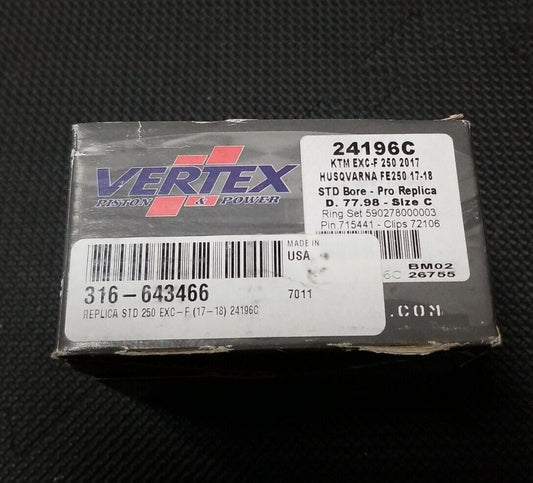 VERTEX
PISTON & POWER
24196C
KTM EXC-F 250 2017
HUSQVARNA FE250 17-18
STD Bore - Pro Replica
D. 77.98 - Size C
Ring Set 590278000003
Pin 715441 - Clips 72106
BM02
6C 26755
MADE IN
USA
316-643466
7011
REPLICA STD 250 EXC-F (17-18) 24196C
.COM